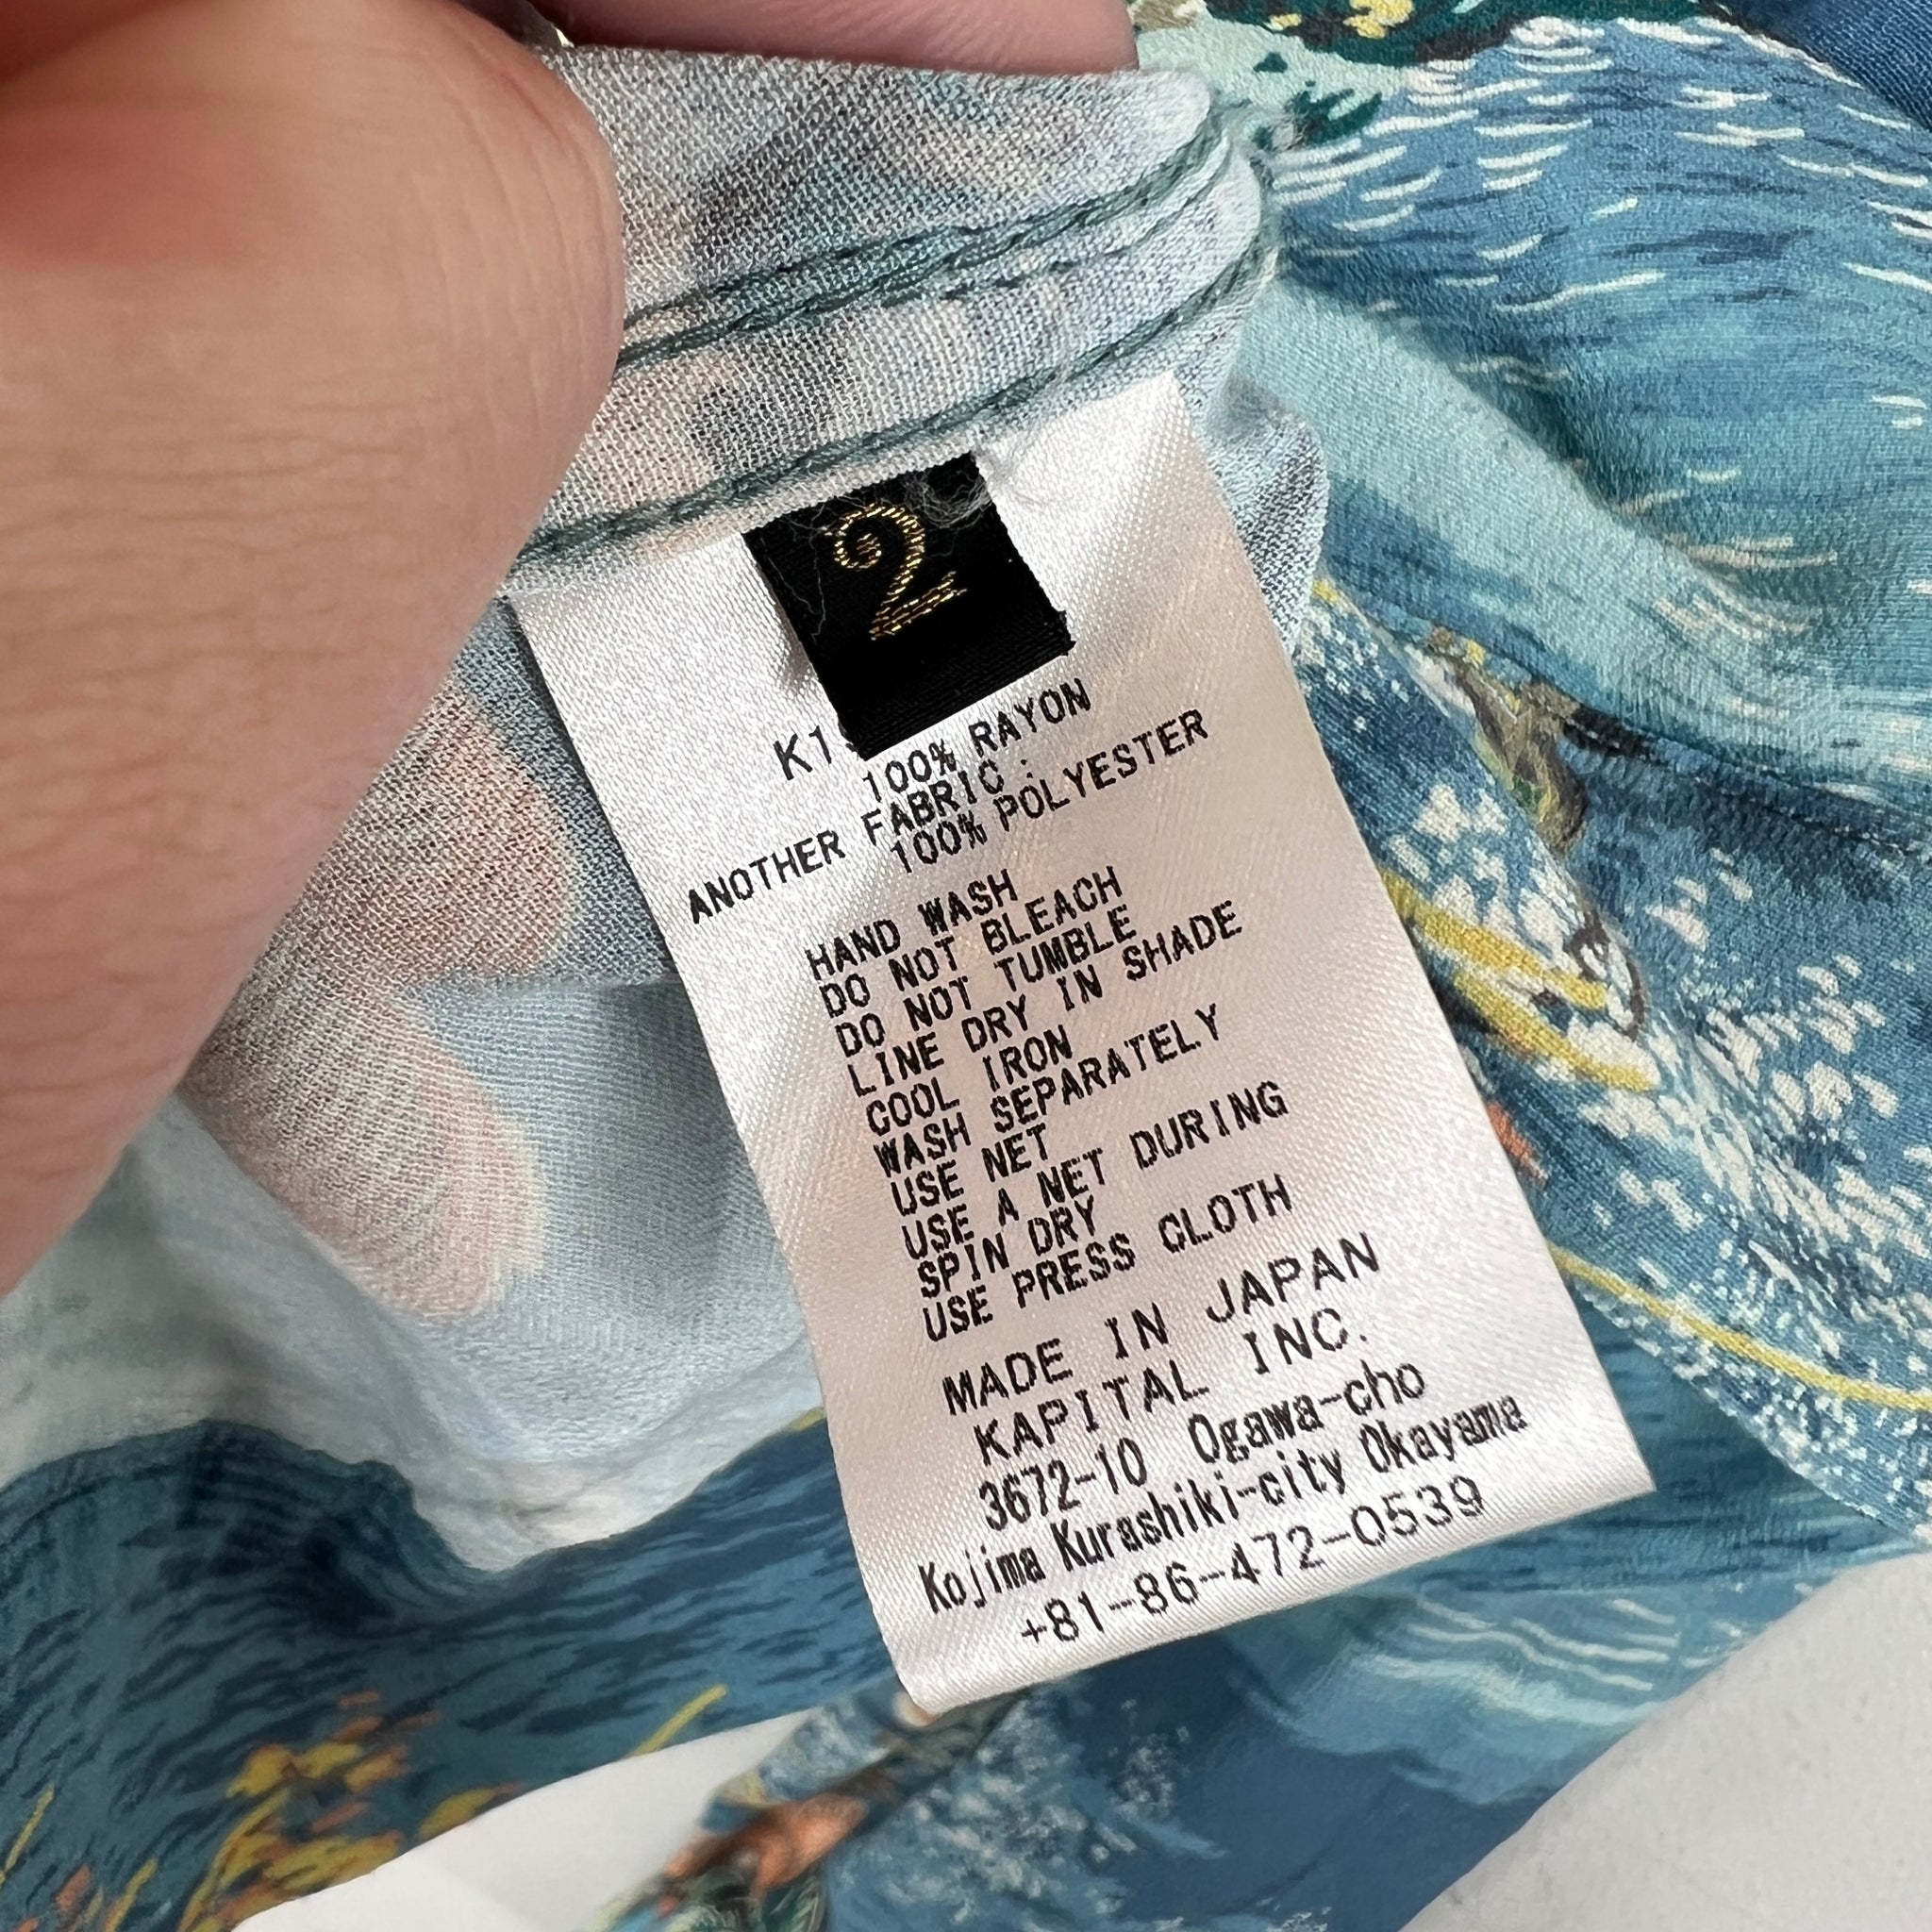 2
100% RAYON
ANOTHER FABRIC :
100% POLYESTER
HAND WASH
DO NOT BLEACH
DO NOT TUMBLE
LINE DRY IN SHADE
COOL IRON
WASH SEPARATELY
USE NET
USE A NET DURING
SPIN DRY
USE PRESS CLOTH
MADE IN JAPAN
KAPITAL INC.
3672-10 Ogawa-cho
Kojima Kurashiki-city Okayama
+81-86-472-0539